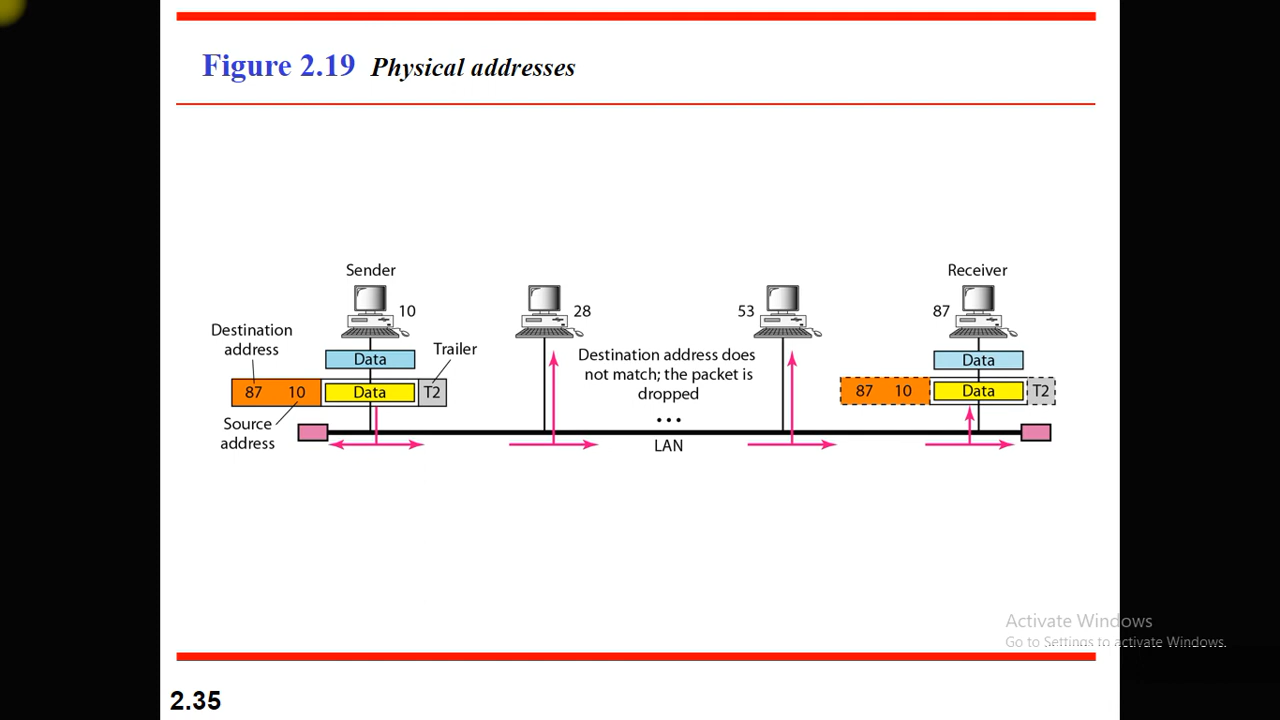 Figure 2.19 Physical addresses
Sender
Receiver
10
28
53
87
Destination
address
Data
Trailer
87 10 Data T2
Source
address
Destination address does
not match; the packet is
dropped
...
LAN
Data
87 10 Data T2
Activate Windows
Go to Settings to activate Windows.
2.35